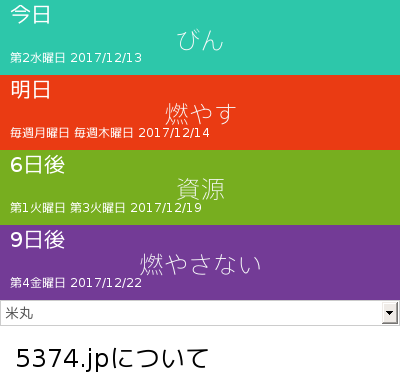 今日
びん
第2水曜日 2017/12/13
明日
燃やす
毎週月曜日 毎週木曜日 2017/12/14
6日後
資源
第1火曜日 第3火曜日 2017/12/19
9日後
燃やさない
第4金曜日 2017/12/22
米丸
5374.jpについて